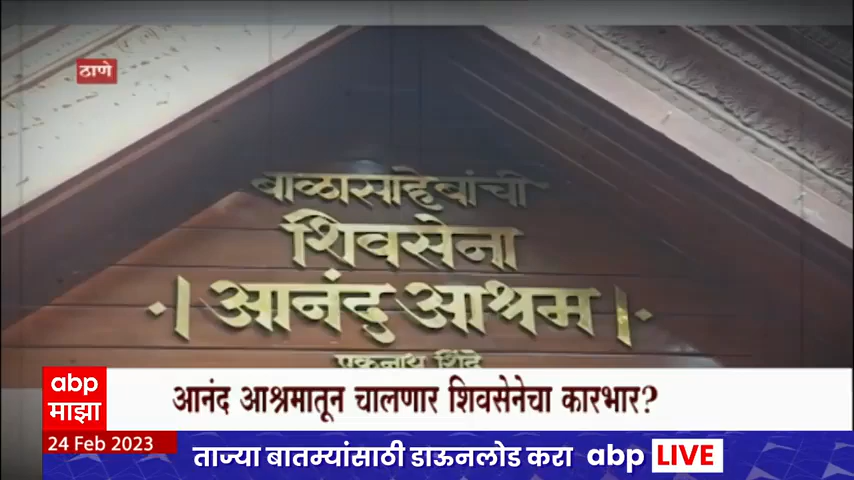 ठाणे
बाळासाहेबांची
शिवसेना
। आनंद आश्रम ।
एकनाथ शिंदे
abp
माझा
आनंद आश्रमातून चालणार शिवसेनेचा कारभार?
24 Feb 2023
ताज्या बातम्यांसाठी डाऊनलोड करा abp LIVE